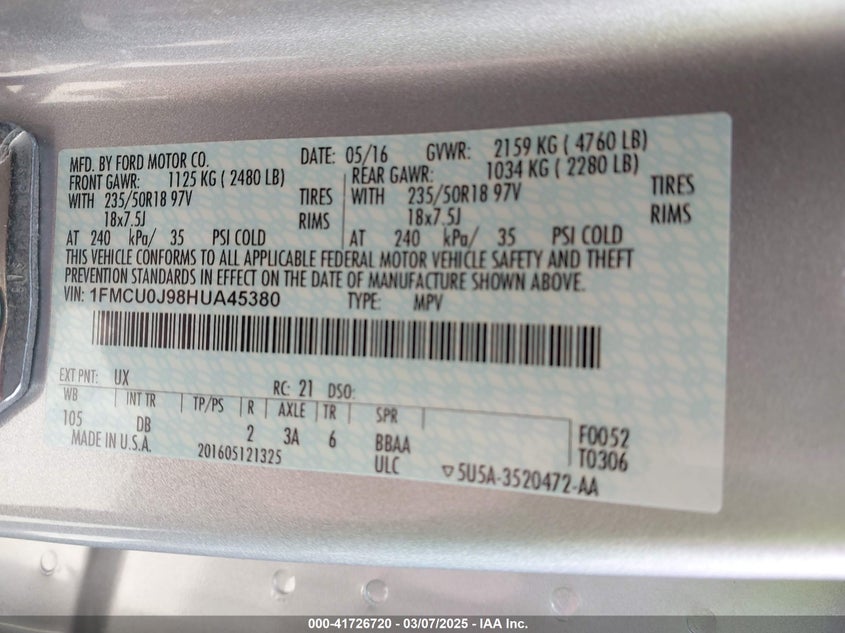 MFD. BY FORD MOTOR CO. DATE: 05/16 GVWR: 2159 KG ( 4760 LB)
FRONT GAWR: 1125 KG ( 2480 LB) REAR GAWR: 1034 KG ( 2280 LB)
WITH 235/50R18 97V TIRES WITH 235/50R18 97V TIRES
18x7.5J RIMS 18x7.5J RIMS
AT 240 kPa/ 35 PSI COLD AT 240 kPa/ 35 PSI COLD
THIS VEHICLE CONFORMS TO ALL APPLICABLE FEDERAL MOTOR VEHICLE SAFETY AND THEFT
PREVENTION STANDARDS IN EFFECT ON THE DATE OF MANUFACTURE SHOWN ABOVE.
VIN: 1FMCU0J98HUA45380 TYPE: MPV
EXT PNT: UX RC: 21 DSO:
WB INT TR TP/PS R AXLE TR SPR
105 DB 2 3A 6 BBAA F0052
MADE IN U.S.A. 201605121325 ULC T0306
5U5A-3520472-AA
000-41726720 - 03/07/2025 - IAA Inc.